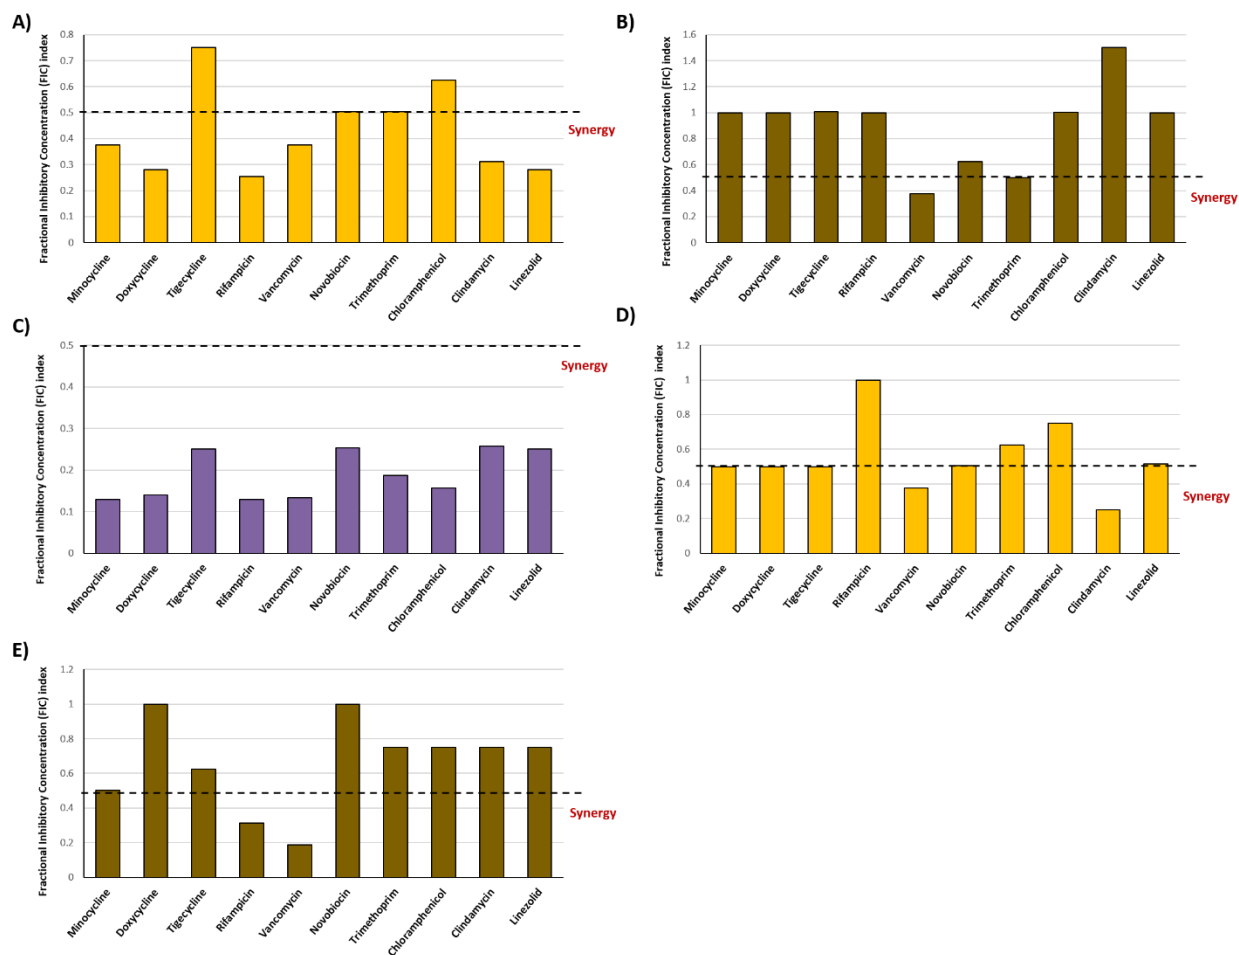 A)
Fractional Inhibitory Concentration (FIC) index
0.8
0.7
0.6
0.5
0.4
0.3
0.2
0.1
0
Synergy
Minocycline
Doxycycline
Tigecycline
Rifampicin
Vancomycin
Novobiocin
Trimethoprim
Chloramphenicol
Clindamycin
Linezolid
B)
Fractional Inhibitory Concentration (FIC) index
1.6
1.4
1.2
1
0.8
0.6
0.4
0.2
0
Synergy
Minocycline
Doxycycline
Tigecycline
Rifampicin
Vancomycin
Novobiocin
Trimethoprim
Chloramphenicol
Clindamycin
Linezolid
C)
Fractional Inhibitory Concentration (FIC) index
0.5
0.4
0.3
0.2
0.1
0
Synergy
Minocycline
Doxycycline
Tigecycline
Rifampicin
Vancomycin
Novobiocin
Trimethoprim
Chloramphenicol
Clindamycin
Linezolid
D)
Fractional Inhibitory Concentration (FIC) index
1.2
1
0.8
0.6
0.4
0.2
0
Synergy
Minocycline
Doxycycline
Tigecycline
Rifampicin
Vancomycin
Novobiocin
Trimethoprim
Chloramphenicol
Clindamycin
Linezolid
E)
Fractional Inhibitory Concentration (FIC) index
1.2
1
0.8
0.6
0.4
0.2
0
Synergy
Minocycline
Doxycycline
Tigecycline
Rifampicin
Vancomycin
Novobiocin
Trimethoprim
Chloramphenicol
Clindamycin
Linezolid